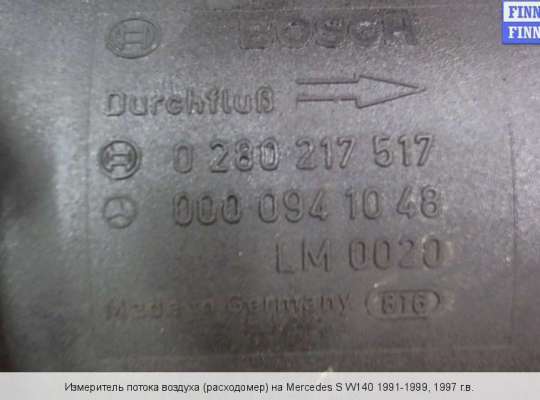 FINN
FINN
BOSCH
Durchfluß
0 280 217 517
000 094 10 48
LM 0020
Made in Germany 616
Измеритель потока воздуха (расходомер) на Mercedes S W140 1991-1999, 1997 г.в.